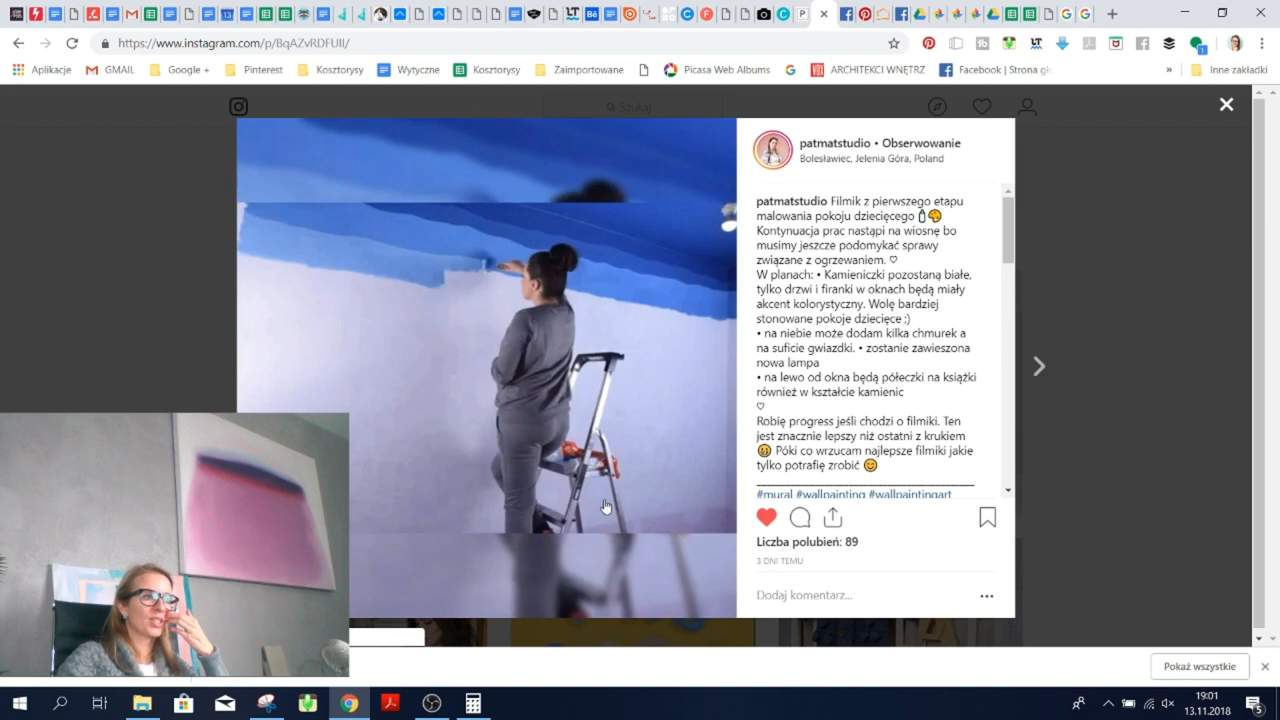 https://www.instagram.com/p/BqAZvRDFUlI/
Aplikacje
GMAIL
Google +
Pinterest
Kosztorysy
Wytyczne
Kosztorysy
Zaimportowane
Picasa Web Albums
ARCHITEKCI WNĘTRZ
Facebook | Strona gł
»
Inne zakładki
Szukaj
patmatstudio • Obserwowanie
Bolesławiec, Jelenia Góra, Poland
patmatstudio Filmik z pierwszego etapu
malowania pokoju dziecięcego
Kontynuacja prac nastąpi na wiosnę bo
musimy jeszcze podomykać sprawy
związane z ogrzewaniem. ♡
W planach: • Kamieniczki pozostaną białe,
tylko drzwi i firanki w oknach będą miały
akcent kolorystyczny. Wolę bardziej
stonowane pokoje dziecięce ;)
• na niebie może dodam kilka chmurek a
na suficie gwiazdki. • zostanie zawieszona
nowa lampa
• na lewo od okna będą półeczki na książki
również w kształcie kamienic
♡
Robię progress jeśli chodzi o filmiki. Ten
jest znacznie lepszy niż ostatni z krukiem
Póki co wrzucam najlepsze filmiki jakie
tylko potrafię zrobić
#mural #wallpainting #wallpaintingart
Liczba polubień: 89
3 DNI TEMU
Dodaj komentarz...
Pokaż wszystkie
19:01
13.11.2018